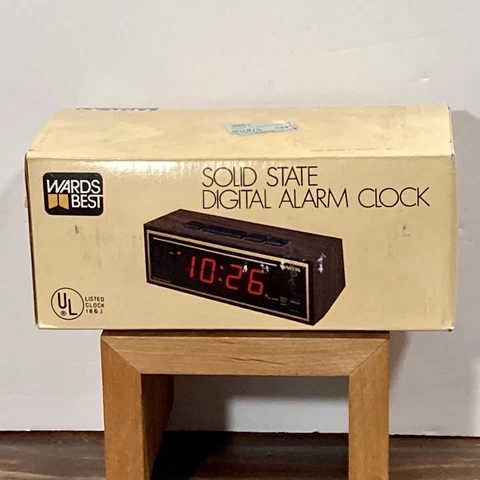 WARDS
BEST
SOLID STATE
DIGITAL ALARM CLOCK
10:26
UL
®
LISTED
CLOCK
186J